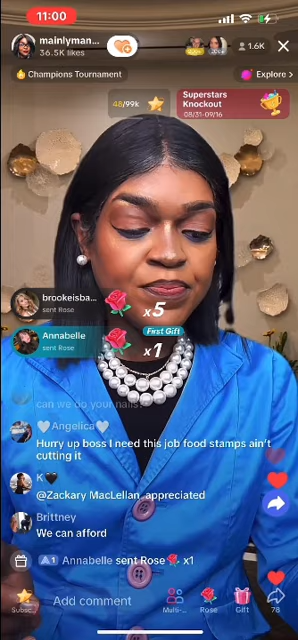 11:00
mainlyman...
36.5K likes
1.6K
Champions Tournament
Explore >
48/99k
Superstars
Knockout
08/31-09/16
brookeisba...
sent Rose
x5
First Gift
Annabelle
sent Rose
x1
can we do your nails
🩶Angelica🩶
Hurry up boss I need this job food stamps ain't
cutting it
K🖤
@Zackary MacLellan appreciated
Brittney
We can afford
1 Annabelle sent Rose🌹 x1
Subsc...
Add comment
Multi-...
Rose
Gift
78